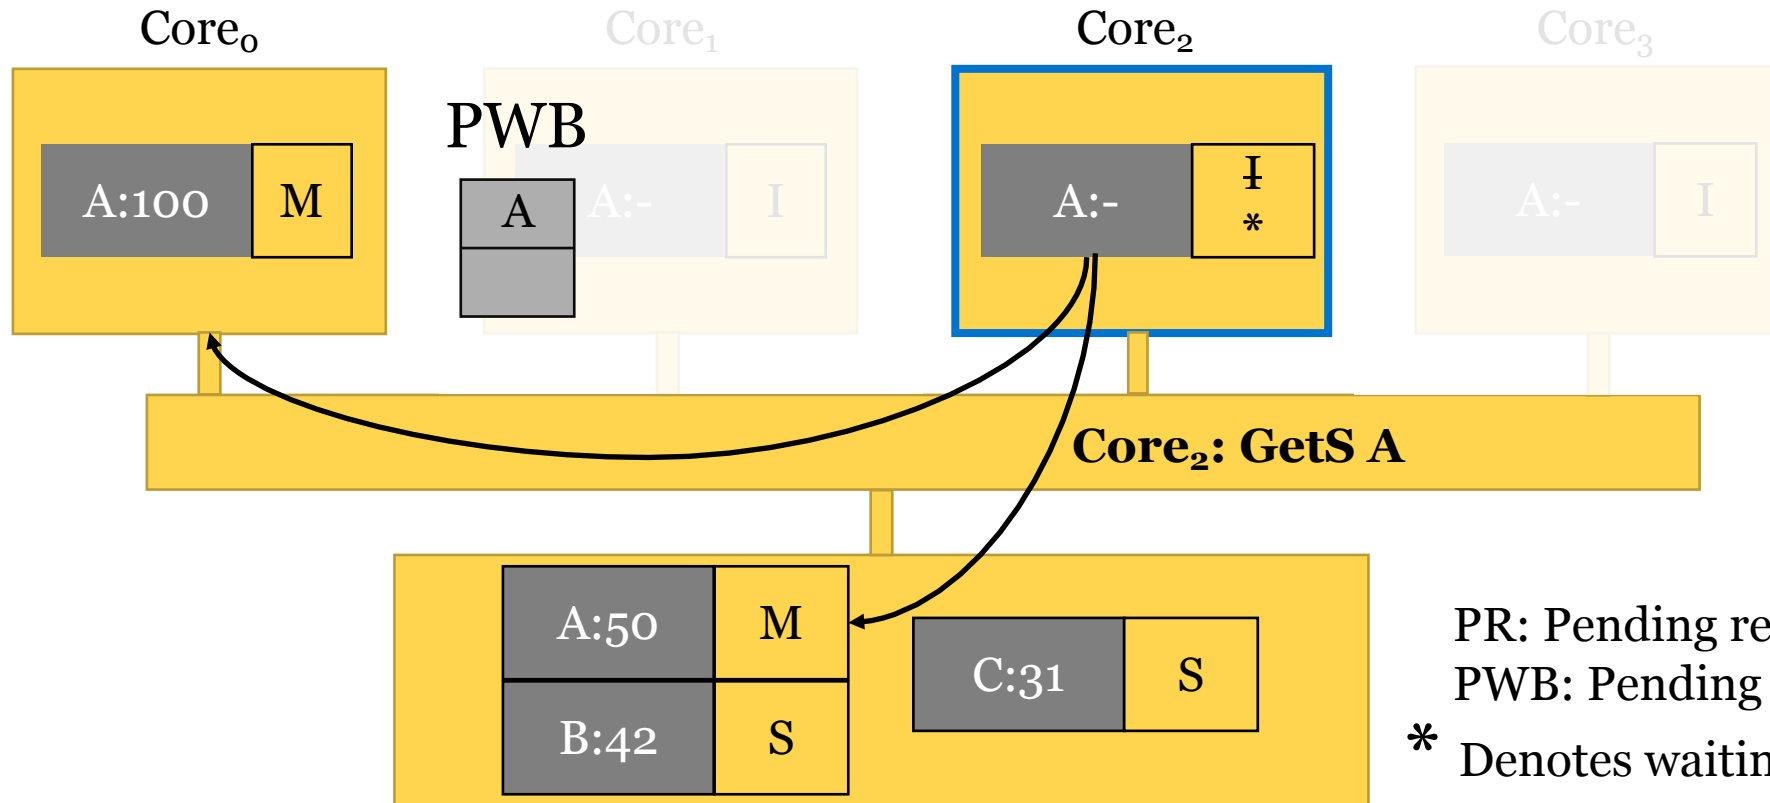 Core₀ Core₁ Core₂ Core₃
PWB
A:100 M
A
A:- I
A:- I
*
A:- I
Core₂: GetS A
A:50 M
B:42 S
C:31 S
PR: Pending re
PWB: Pending
* Denotes waitin